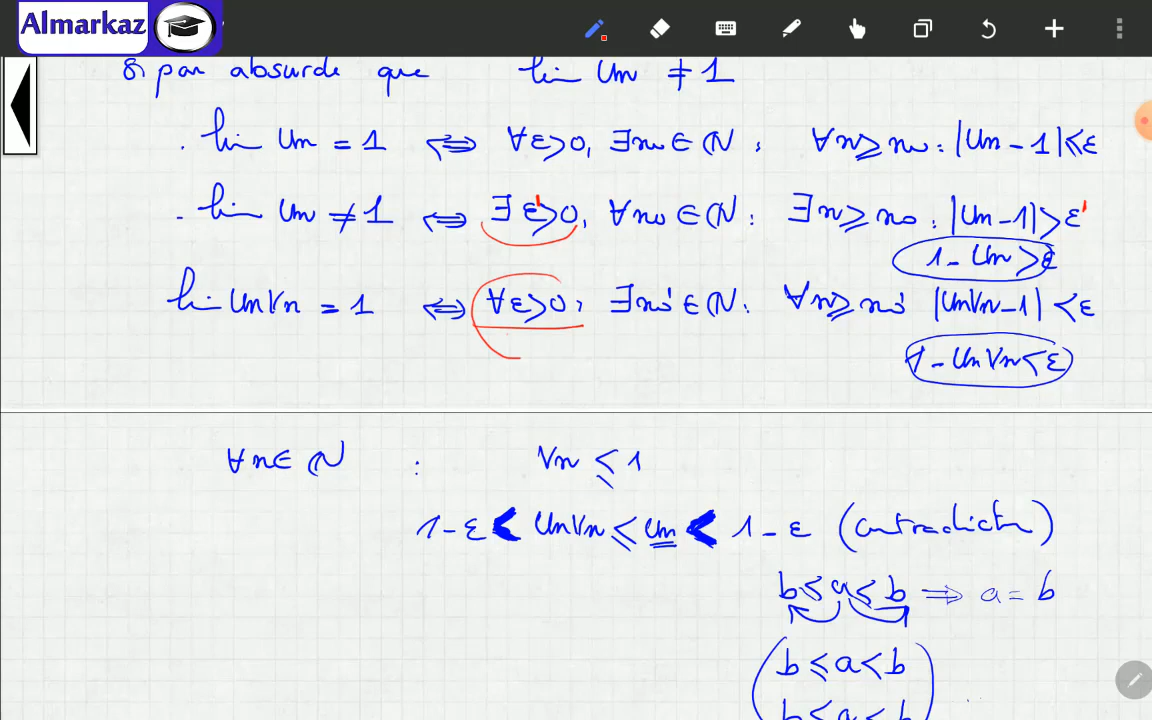 Almarkaz
par absurde que lim Un ≠ 1
. lim Un = 1 ⟺ ∀ε>0, ∃n₀ ∈ ℕ : ∀n⩾n₀ : |Un - 1| ⩽ ε
. lim Un ≠ 1 ⟺ ∃ ε'>0, ∀n₀ ∈ ℕ : ∃n⩾n₀ : |Un - 1| > ε'
1 - Un > ε
lim UnVn = 1 ⟺ ∀ε>0, ∃n₀' ∈ ℕ : ∀n⩾n₀' |UnVn - 1| < ε
1 - UnVn < ε
∀n ∈ ℕ : Vn ⩽ 1
1 - ε < UnVn ⩽ Un < 1 - ε (contradiction)
b ⩽ a ⩽ b ⟹ a = b
b ⩽ a < b
b ⩽ a < b